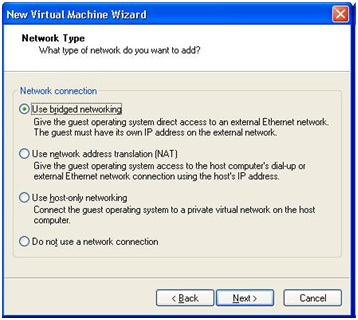 New Virtual Machine Wizard
Network Type
What type of network do you want to add?
Network connection
Use bridged networking
Give the guest operating system direct access to an external Ethernet network.
The guest must have its own IP address on the external network.
Use network address translation (NAT)
Give the guest operating system access to the host computer's dial-up or
external Ethernet network connection using the host's IP address.
Use host-only networking
Connect the guest operating system to a private virtual network on the host
computer.
Do not use a network connection
< Back
Next >
Cancel